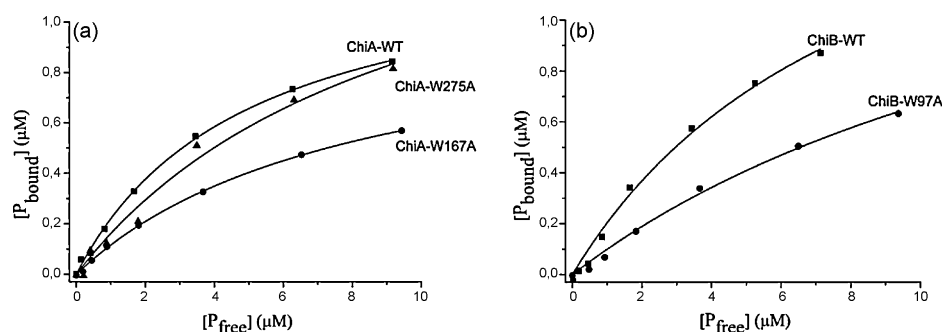 (a)
ChiA-WT
ChiA-W275A
ChiA-W167A
1,0
0,8
0,6
0,4
0,2
0,0
0 2 4 6 8 10
[Pbound] (µM)
[Pfree] (µM)
(b)
ChiB-WT
ChiB-W97A
1,0
0,8
0,6
0,4
0,2
0,0
0 2 4 6 8 10
[Pbound] (µM)
[Pfree] (µM)